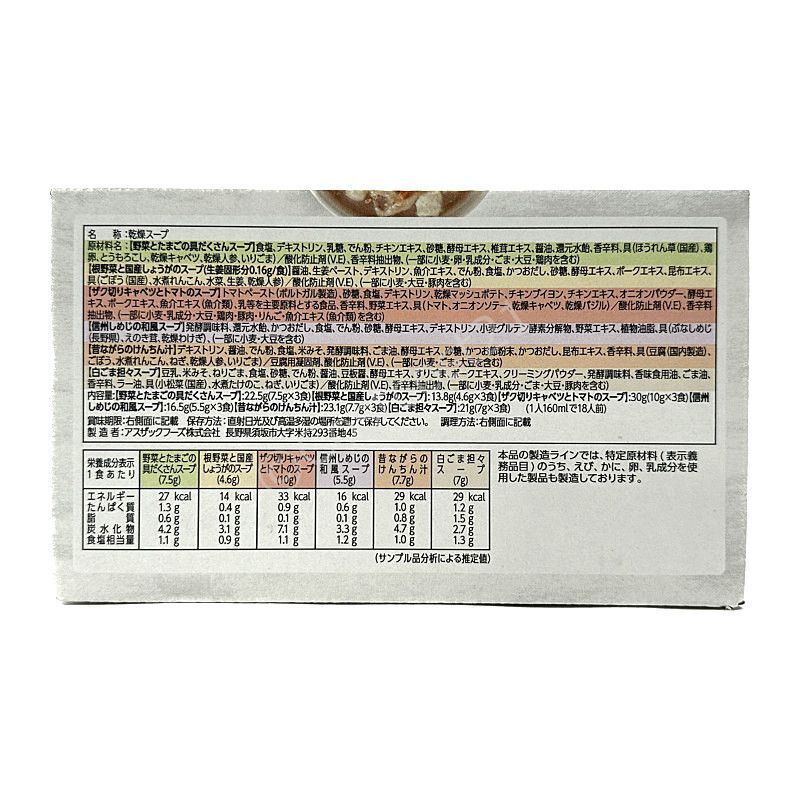 名　称：乾燥スープ
原材料名：【野菜とたまごの具だくさんスープ】食塩、デキストリン、乳糖、でん粉、チキンエキス、砂糖、酵母エキス、椎茸エキス、醤油、還元水飴、香辛料、具（ほうれん草（国産）、鶏
卵、とうもろこし、乾燥キャベツ、乾燥人参、いりごま）／酸化防止剤（V.E）、香辛料抽出物、（一部に小麦・卵・乳成分・ごま・大豆・鶏肉を含む）
【根野菜と国産しょうがのスープ（生姜固形分0.16g/食）】醤油、生姜ペースト、デキストリン、魚介エキス、でん粉、食塩、かつおだし、砂糖、酵母エキス、ポークエキス、昆布エキス、
具（ごぼう（国産）、水煮れんこん、水菜、生姜、乾燥人参）／酸化防止剤（V.E）、（一部に小麦・大豆・豚肉を含む）
【ザク切りキャベツとトマトのスープ】トマトペースト（ポルトガル製造）、砂糖、食塩、デキストリン、乾燥マッシュポテト、チキンブイヨン、チキンエキス、オニオンパウダー、酵母エ
キス、ポークエキス、魚介エキス（魚介類）、乳等を主要原料とする食品、香辛料、野菜エキス、具（トマト、オニオンソテー、乾燥キャベツ、乾燥バジル）／酸化防止剤（V.E）、香辛料
抽出物、（一部に小麦・乳成分・大豆・鶏肉・豚肉・りんご・魚介エキス（魚介類）を含む）
【信州しめじの和風スープ】発酵調味料、還元水飴、かつおだし、食塩、でん粉、砂糖、酵母エキス、デキストリン、小麦グルテン酵素分解物、野菜エキス、植物油脂、具（ぶなしめじ
（長野県）、えのき茸、乾燥わけぎ）、（一部に小麦・大豆を含む）
【昔ながらのけんちん汁】デキストリン、醤油、でん粉、食塩、米みそ、発酵調味料、ごま油、酵母エキス、砂糖、かつお節粉末、かつおだし、昆布エキス、香辛料、具（豆腐（国内製造）、
ごぼう、水煮れんこん、ねぎ、乾燥人参）／豆腐用凝固剤、酸化防止剤（V.E）、（一部に小麦・ごま・大豆を含む）
【白ごま担々スープ】豆乳、米みそ、ねりごま、食塩、砂糖、でん粉、醤油、豆板醤、酵母エキス、すりごま、ポークエキス、クリーミングパウダー、発酵調味料、香味食用油、ごま油、
香辛料、ラー油、具（小松菜（国産）、水煮たけのこ、ねぎ、いりごま）／酸化防止剤（V.E）、香辛料抽出物、（一部に小麦・乳成分・ごま・大豆・豚肉を含む）
内容量：【野菜とたまごの具だくさんスープ】：22.5g（7.5g×3食）【根野菜と国産しょうがのスープ】：13.8g（4.6g×3食）【ザク切りキャベツとトマトのスープ】：30g（10g×3食）【信州
しめじの和風スープ】：16.5g（5.5g×3食）【昔ながらのけんちん汁】：23.1g（7.7g×3食）【白ごま担々スープ】：21g（7g×3食）　（1人160mlで18人前）
賞味期限：右側面に記載　保存方法：直射日光及び高温多湿の場所を避けて保存してください。　調理方法：右側面に記載
製造者：アスザックフーズ株式会社　長野県須坂市大字米持293番地45
栄養成分表示 1食あたり　野菜とたまごの具だくさんスープ（7.5g）　根野菜と国産しょうがのスープ（4.6g）　ザク切りキャベツとトマトのスープ（10g）　信州しめじの和風スープ（5.5g）　昔ながらのけんちん汁（7.7g）　白ごま担々スープ（7g）
エネルギー　27 kcal　14 kcal　33 kcal　16 kcal　29 kcal　29 kcal
たんぱく質　1.3 g　0.4 g　0.9 g　0.6 g　1.0 g　1.2 g
脂質　0.6 g　0.1 g　0.1 g　0.1 g　0.8 g　1.5 g
炭水化物　4.2 g　3.1 g　7.1 g　3.3 g　4.7 g　2.7 g
食塩相当量　1.1 g　0.9 g　1.1 g　1.2 g　1.0 g　1.3 g
（サンプル品分析による推定値）
本品の製造ラインでは、特定原材料（表示義
務品目）のうち、えび、かに、卵、乳成分を使
用した製品も製造しております。